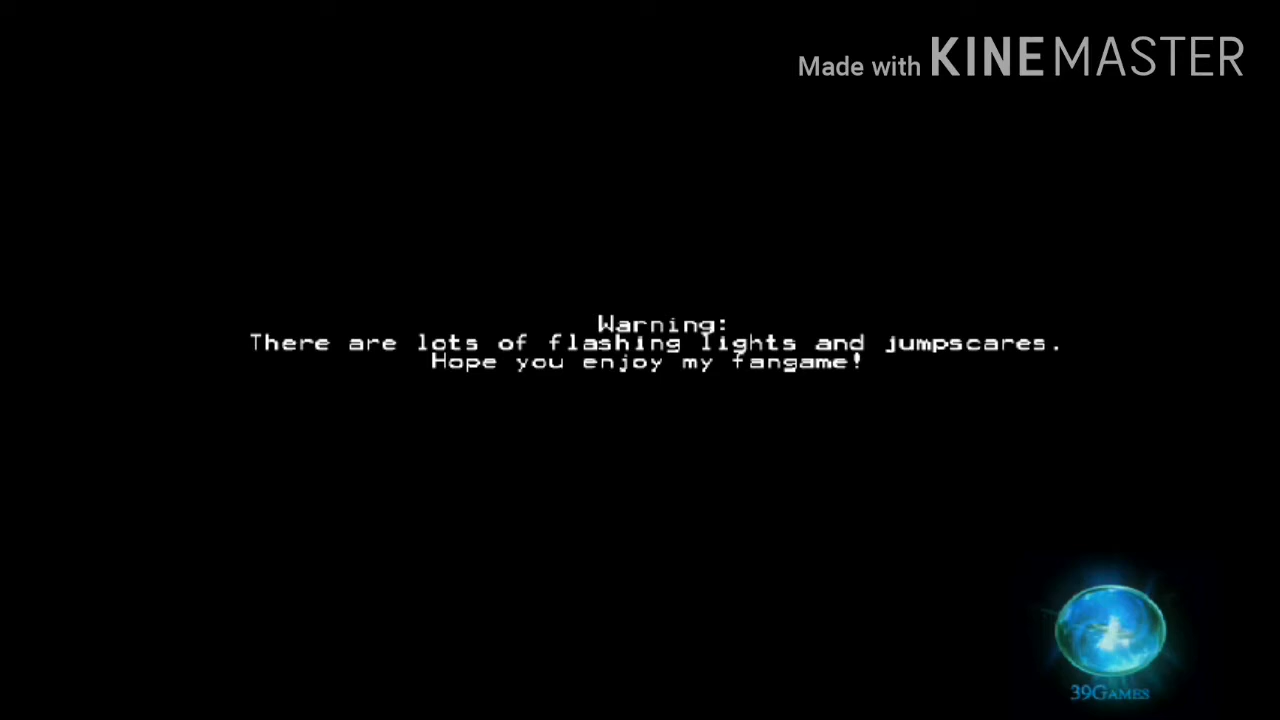 Made with KINEMASTER
Warning:
There are lots of flashing lights and jumpscares.
Hope you enjoy my fangame!
39GAMES